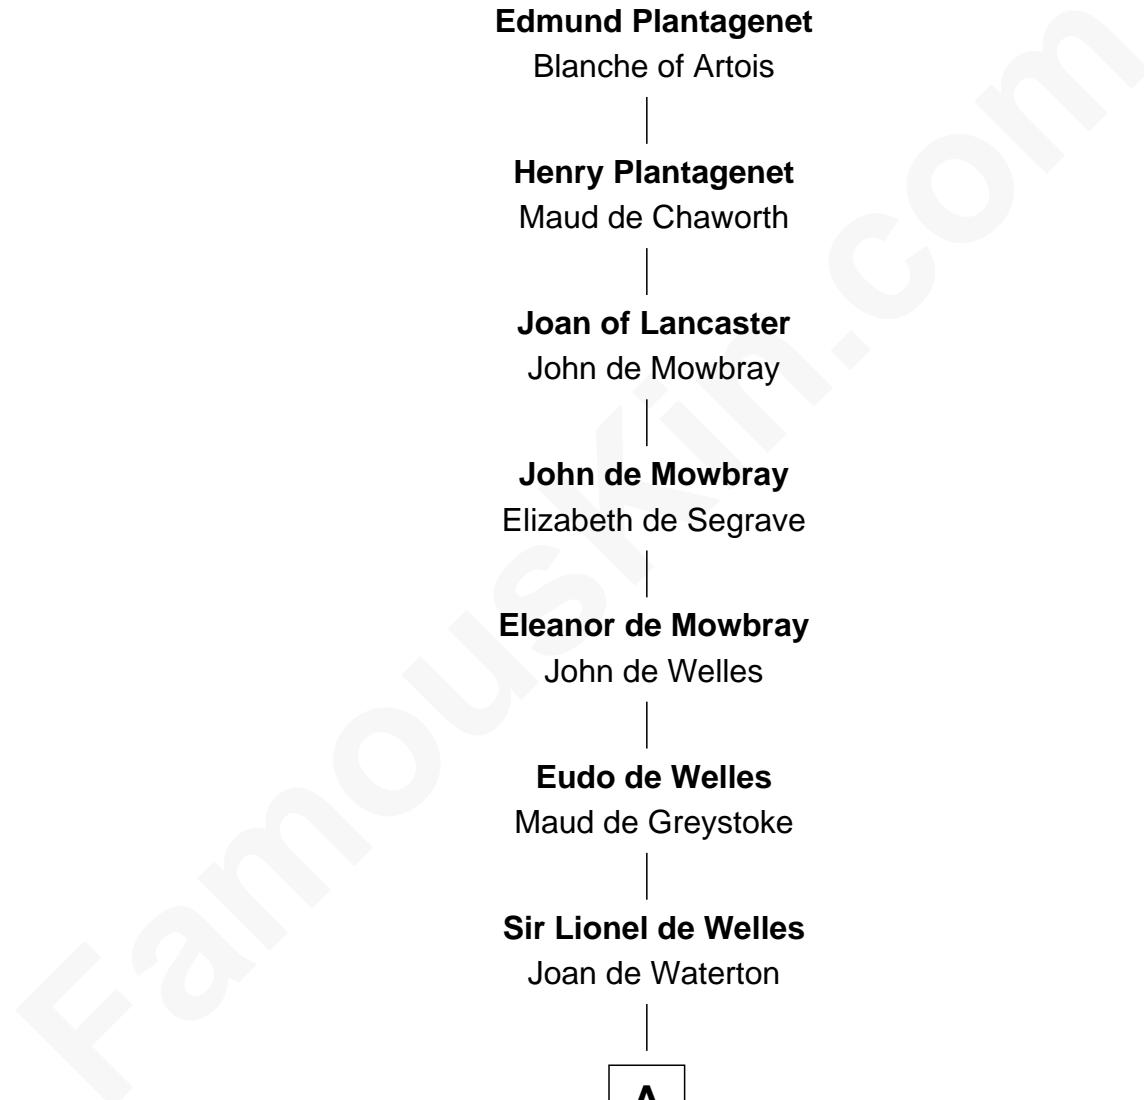 Edmund Plantagenet
Blanche of Artois
Henry Plantagenet
Maud de Chaworth
Joan of Lancaster
John de Mowbray
John de Mowbray
Elizabeth de Segrave
Eleanor de Mowbray
John de Welles
Eudo de Welles
Maud de Greystoke
Sir Lionel de Welles
Joan de Waterton
A
FamousKin.com